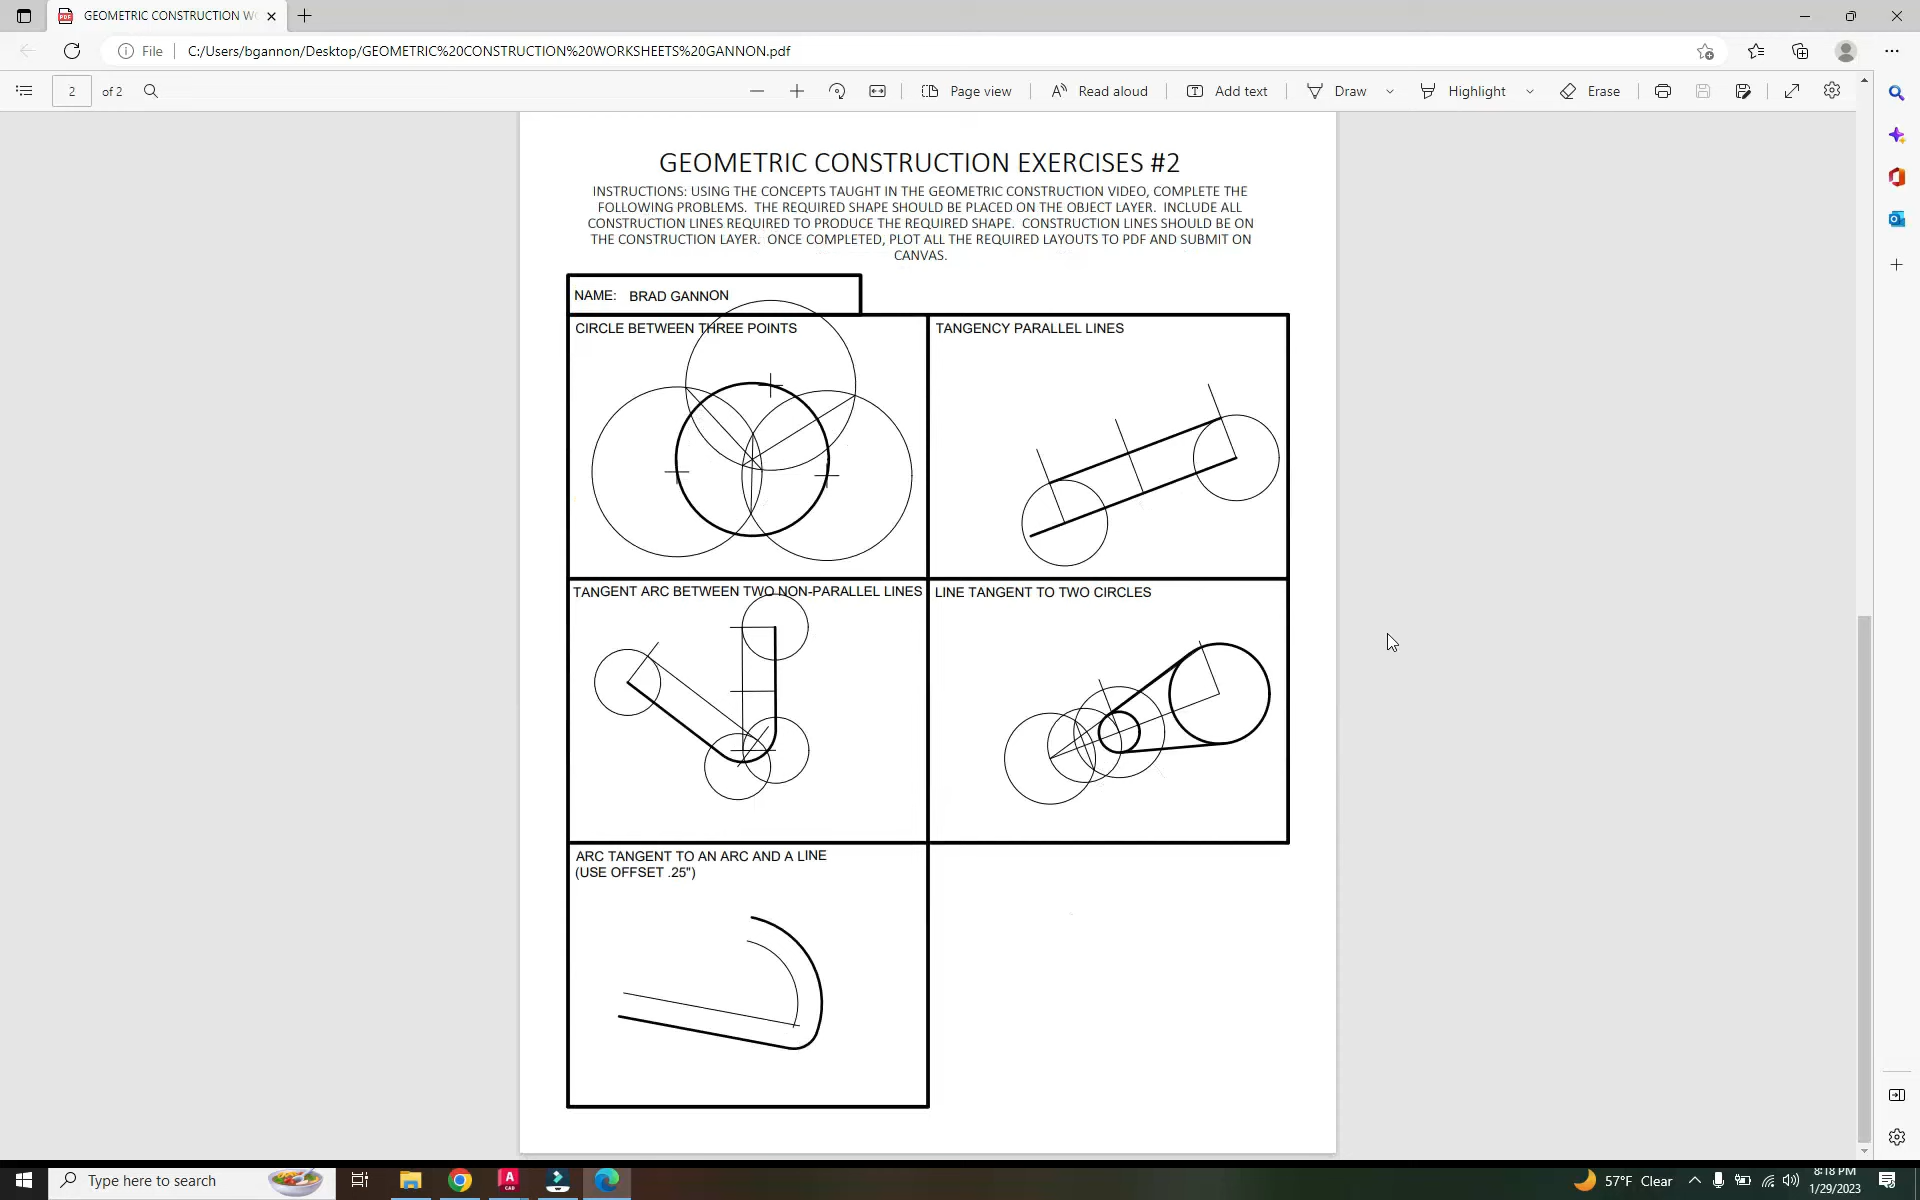 GEOMETRIC CONSTRUCTION W
File
C:/Users/bgannon/Desktop/GEOMETRIC%20CONSTRUCTION%20WORKSHEETS%20GANNON.pdf
2 of 2
Page view
Read aloud
Add text
Draw
Highlight
Erase
GEOMETRIC CONSTRUCTION EXERCISES #2
INSTRUCTIONS: USING THE CONCEPTS TAUGHT IN THE GEOMETRIC CONSTRUCTION VIDEO, COMPLETE THE
FOLLOWING PROBLEMS. THE REQUIRED SHAPE SHOULD BE PLACED ON THE OBJECT LAYER. INCLUDE ALL
CONSTRUCTION LINES REQUIRED TO PRODUCE THE REQUIRED SHAPE. CONSTRUCTION LINES SHOULD BE ON
THE CONSTRUCTION LAYER. ONCE COMPLETED, PLOT ALL THE REQUIRED LAYOUTS TO PDF AND SUBMIT ON
CANVAS.
NAME: BRAD GANNON
CIRCLE BETWEEN THREE POINTS
TANGENCY PARALLEL LINES
TANGENT ARC BETWEEN TWO NON-PARALLEL LINES
LINE TANGENT TO TWO CIRCLES
ARC TANGENT TO AN ARC AND A LINE
(USE OFFSET .25")
Type here to search
57°F Clear
8:18 PM
1/29/2023